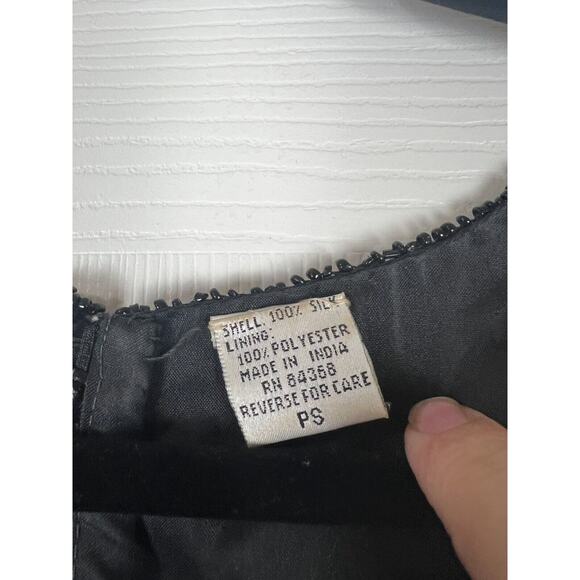 SHELL: 100% SILK
LINING:
100% POLYESTER
MADE IN INDIA
RN 84368
REVERSE FOR CARE
PS